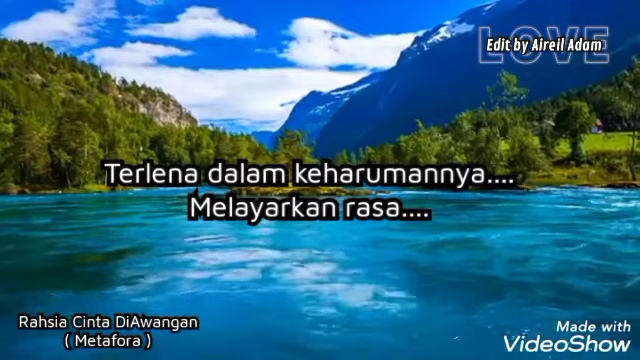 LOVE
Edit by Aireil Adam
Terlena dalam keharumannya....
Melayarkan rasa....
Rahsia Cinta DiAwangan
( Metafora )
Made with
VideoShow